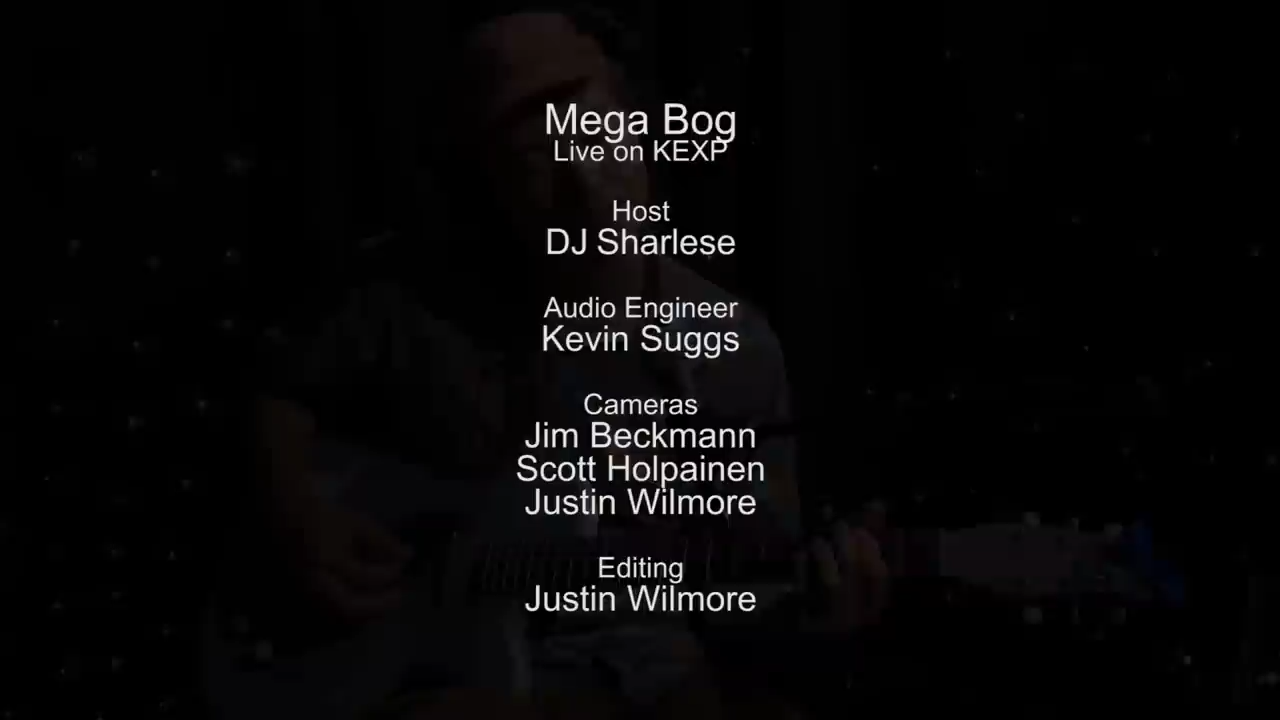 Mega Bog
Live on KEXP
Host
DJ Sharlese
Audio Engineer
Kevin Suggs
Cameras
Jim Beckmann
Scott Holpainen
Justin Wilmore
Editing
Justin Wilmore